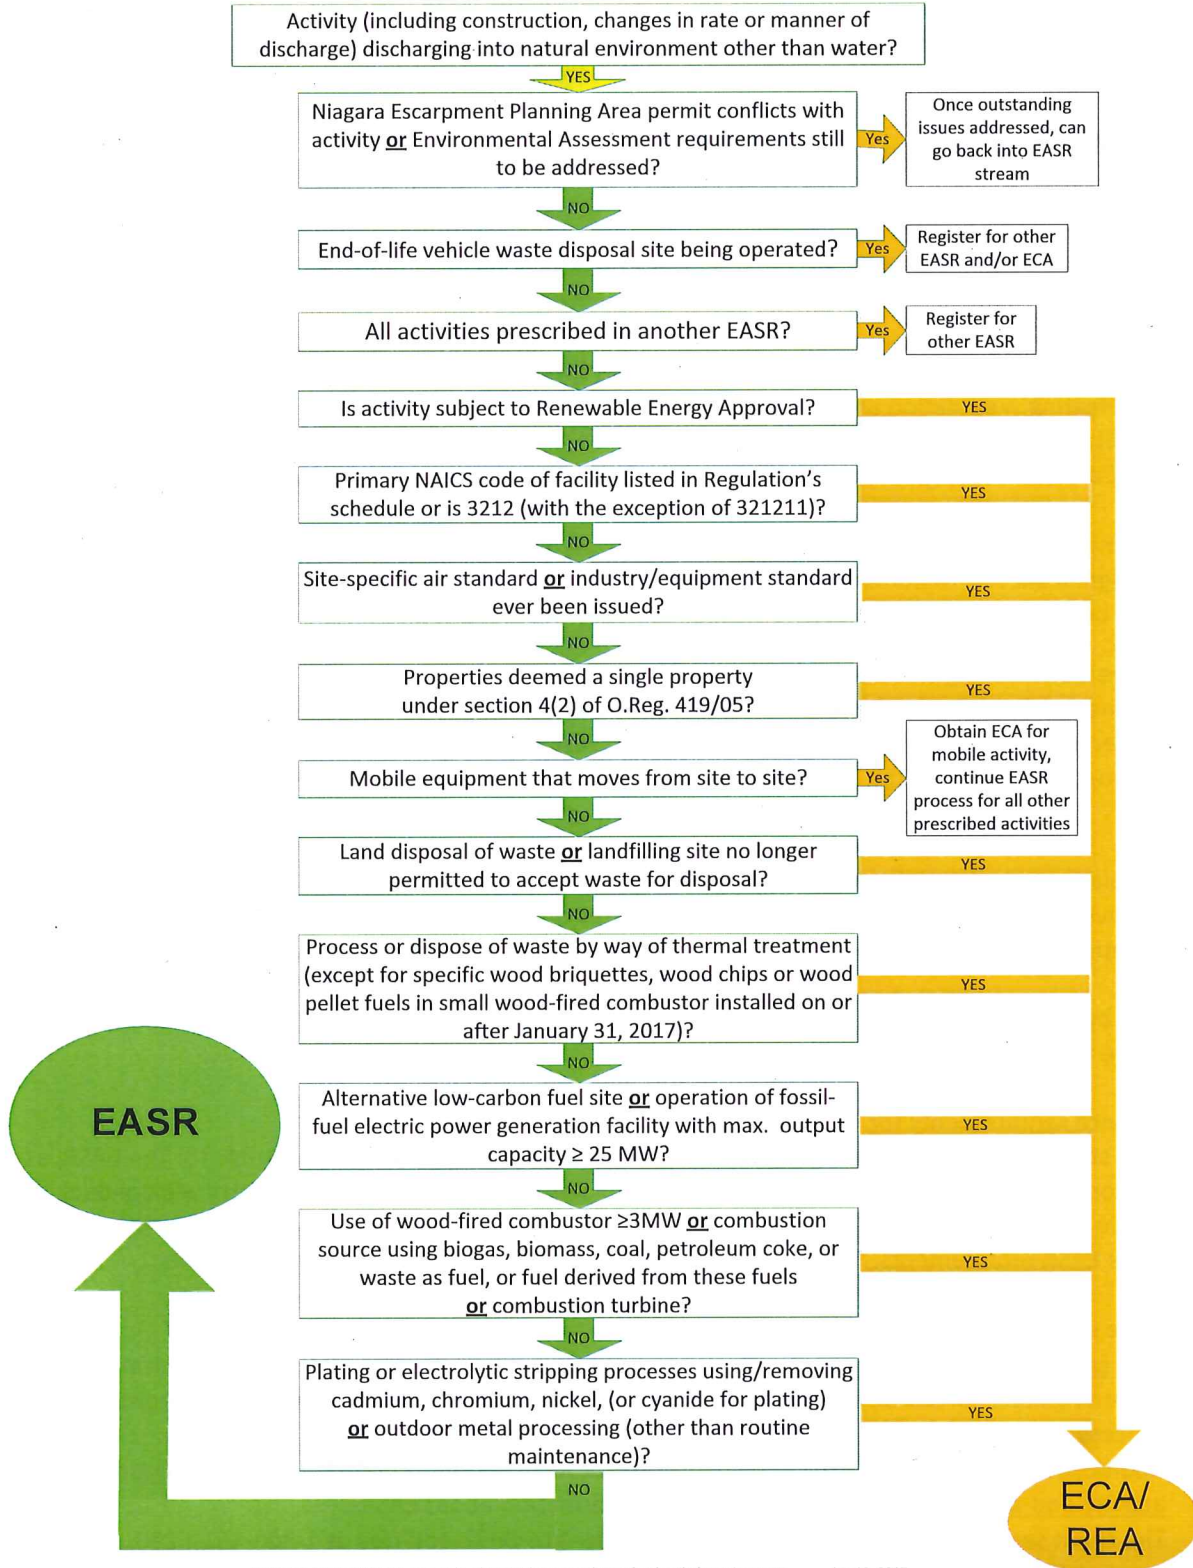 Activity (including construction, changes in rate or manner of
discharge) discharging into natural environment other than water?
YES
Niagara Escarpment Planning Area permit conflicts with
activity or Environmental Assessment requirements still
to be addressed?
Yes
Once outstanding
issues addressed, can
go back into EASR
stream
NO
End-of-life vehicle waste disposal site being operated?
Yes
Register for other
EASR and/or ECA
NO
All activities prescribed in another EASR?
Yes
Register for
other EASR
NO
Is activity subject to Renewable Energy Approval?
YES
NO
Primary NAICS code of facility listed in Regulation's
schedule or is 3212 (with the exception of 321211)?
YES
NO
Site-specific air standard or industry/equipment standard
ever been issued?
YES
NO
Properties deemed a single property
under section 4(2) of O.Reg. 419/05?
YES
NO
Mobile equipment that moves from site to site?
Yes
Obtain ECA for
mobile activity,
continue EASR
process for all other
prescribed activities
NO
Land disposal of waste or landfilling site no longer
permitted to accept waste for disposal?
YES
NO
Process or dispose of waste by way of thermal treatment
(except for specific wood briquettes, wood chips or wood
pellet fuels in small wood-fired combustor installed on or
after January 31, 2017)?
YES
NO
Alternative low-carbon fuel site or operation of fossil-
fuel electric power generation facility with max. output
capacity ≥ 25 MW?
YES
EASR
NO
Use of wood-fired combustor ≥3MW or combustion
source using biogas, biomass, coal, petroleum coke, or
waste as fuel, or fuel derived from these fuels
or combustion turbine?
YES
NO
Plating or electrolytic stripping processes using/removing
cadmium, chromium, nickel, (or cyanide for plating)
or outdoor metal processing (other than routine
maintenance)?
YES
NO
ECA/
REA